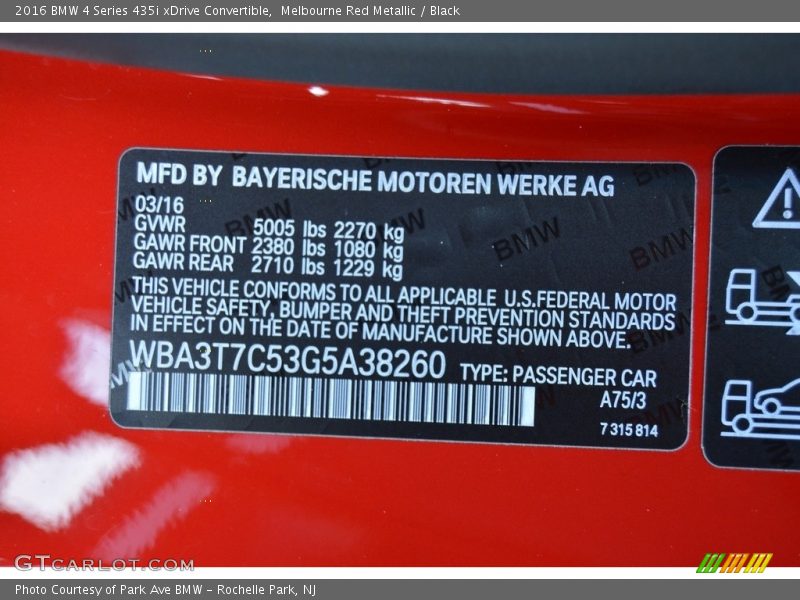 2016 BMW 4 Series 435i xDrive Convertible,  Melbourne Red Metallic / Black
MFD BY BAYERISCHE MOTOREN WERKE AG
03/16
GVWR 5005 lbs 2270 kg
GAWR FRONT 2380 lbs 1080 kg
GAWR REAR 2710 lbs 1229 kg
THIS VEHICLE CONFORMS TO ALL APPLICABLE U.S.FEDERAL MOTOR
VEHICLE SAFETY, BUMPER AND THEFT PREVENTION STANDARDS
IN EFFECT ON THE DATE OF MANUFACTURE SHOWN ABOVE.
WBA3T7C53G5A38260 TYPE: PASSENGER CAR
A75/3
7 315 814
GTCARLOT.COM
Photo Courtesy of Park Ave BMW - Rochelle Park, NJ